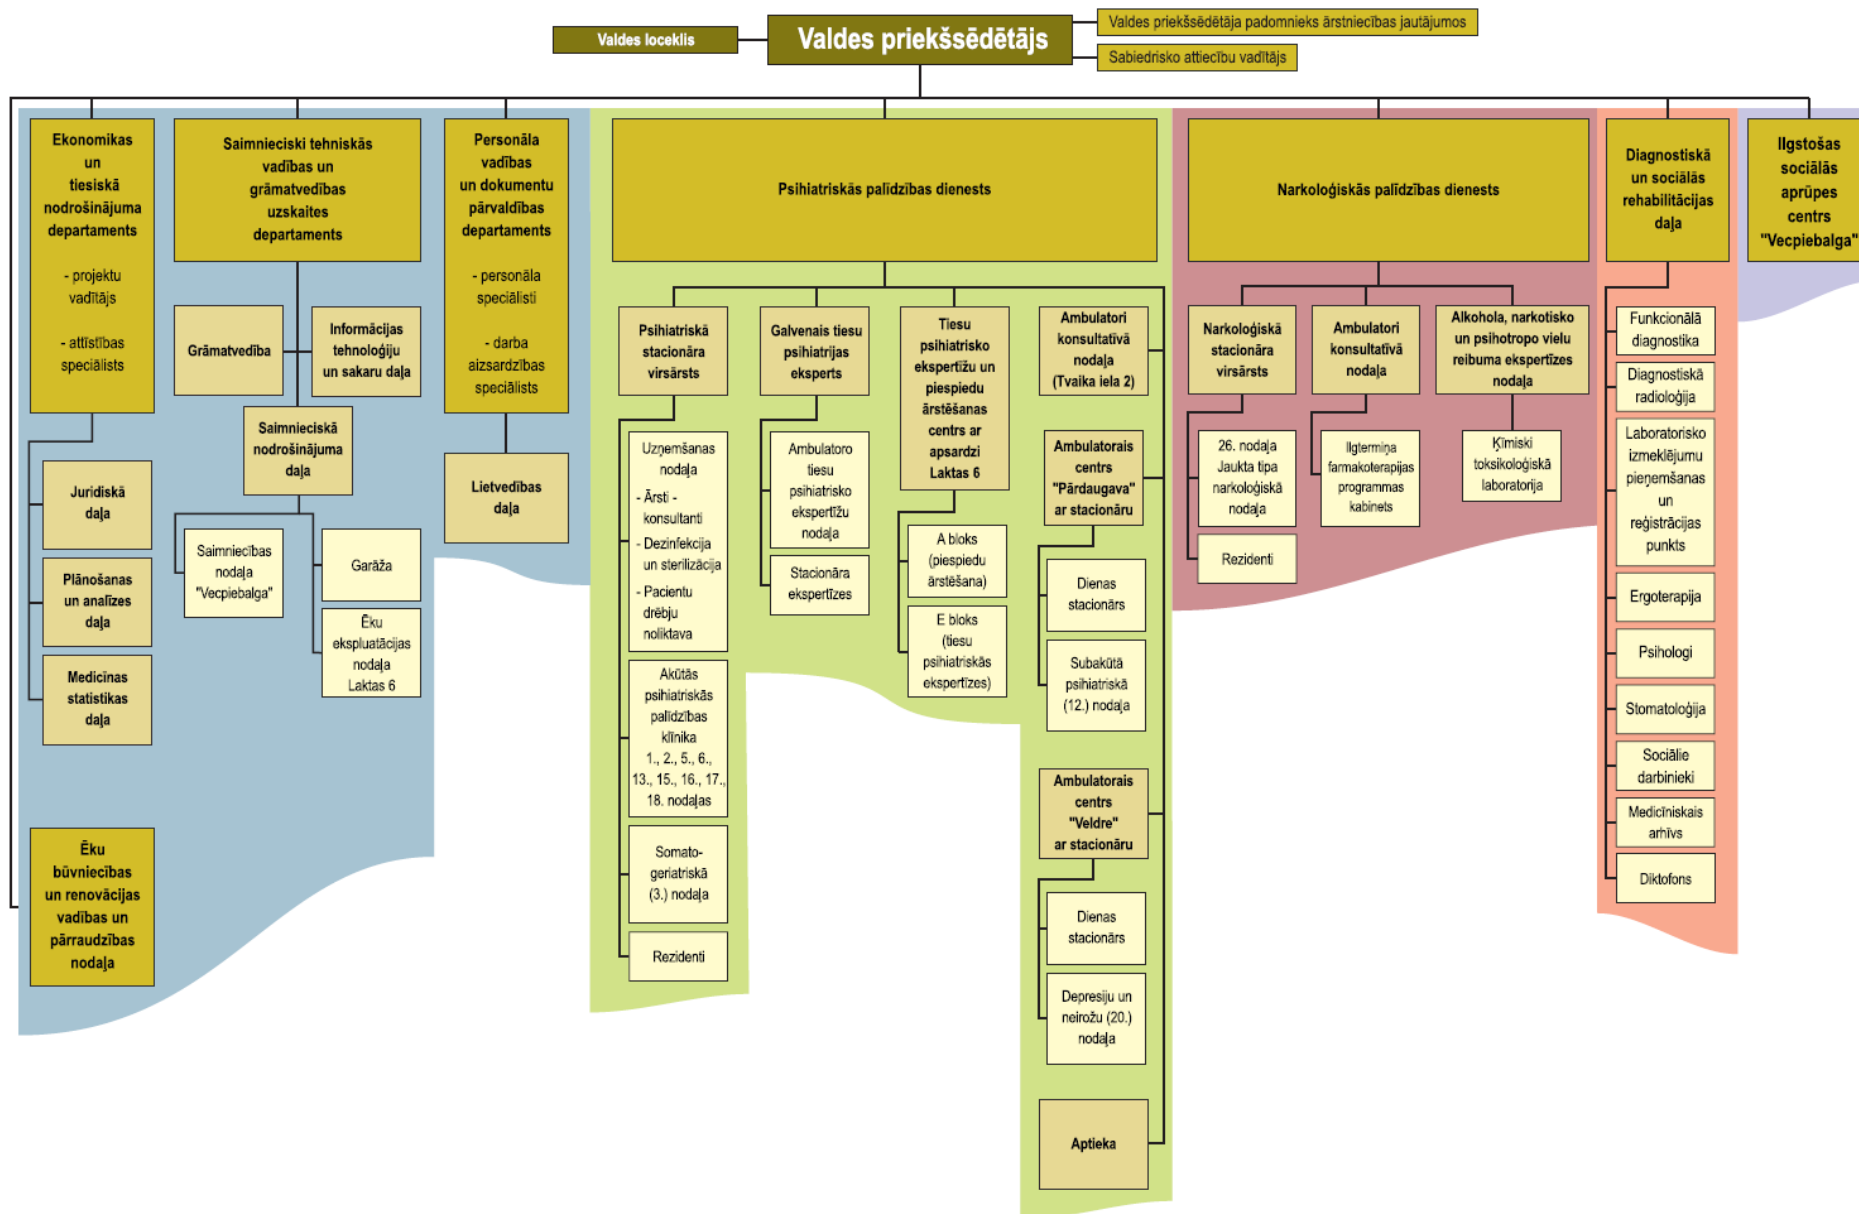 Valdes loceklis
Valdes priekšsēdētājs
Valdes priekšsēdētāja padomnieks ārstniecības jautājumos
Sabiedrisko attiecību vadītājs
Ekonomikas
un
tiesiskā
nodrošinājuma
departaments
- projektu
vadītājs
- attīstības
speciālists
Juridiskā
daļa
Plānošanas
un analīzes
daļa
Medicīnas
statistikas
daļa
Ēku
būvniecības
un renovācijas
vadības un
pārraudzības
nodaļa
Saimnieciski tehniskās
vadības un
grāmatvedības
uzskaites
departaments
Grāmatvedība
Informācijas
tehnoloģiju
un sakaru daļa
Saimnieciskā
nodrošinājuma
daļa
Saimniecības
nodaļa
"Vecpiebalga"
Garāža
Ēku
ekspluatācijas
nodaļa
Laktas 6
Personāla
vadības
un dokumentu
pārvaldības
departaments
- personāla
speciālisti
- darba
aizsardzības
speciālists
Lietvedības
daļa
Psihiatriskās palīdzības dienests
Psihiatriskā
stacionāra
virsārsts
Uzņemšanas
nodaļa
- Ārsti -
konsultanti
- Dezinfekcija
un sterilizācija
- Pacientu
drēbju
noliktava
Akūtās
psihiatriskās
palīdzības
klīnika
1., 2., 5., 6.,
13., 15., 16., 17.,
18. nodaļas
Somato-
geriatriskā
(3.) nodaļa
Rezidenti
Galvenais tiesu
psihiatrijas
eksperts
Ambulatoro
tiesu
psihiatrisko
ekspertīžu
nodaļa
Stacionāra
ekspertīzes
Tiesu
psihiatrisko
ekspertīžu un
piespiedu
ārstēšanas
centrs ar
apsardzi
Laktas 6
A bloks
(piespiedu
ārstēšana)
E bloks
(tiesu
psihiatriskās
ekspertīzes)
Ambulatori
konsultatīvā
nodaļa
(Tvaika iela 2)
Ambulatorais
centrs
"Pārdaugava"
ar stacionāru
Dienas
stacionārs
Subakūtā
psihiatriskā
(12.) nodaļa
Ambulatorais
centrs
"Veldre"
ar stacionāru
Dienas
stacionārs
Depresiju un
neirožu (20.)
nodaļa
Aptieka
Narkoloģiskās palīdzības dienests
Narkoloģiskā
stacionāra
virsārsts
26. nodaļa
Jaukta tipa
narkoloģiskā
nodaļa
Rezidenti
Ambulatori
konsultatīvā
nodaļa
Ilgtermiņa
farmakoterapijas
programmas
kabinets
Alkohola, narkotisko
un psihotropo vielu
reibuma ekspertīzes
nodaļa
Ķīmiski
toksikoloģiskā
laboratorija
Diagnostiskā
un sociālās
rehabilitācijas
daļa
Funkcionālā
diagnostika
Diagnostiskā
radioloģija
Laboratorisko
izmeklējumu
pieņemšanas
un
reģistrācijas
punkts
Ergoterapija
Psihologi
Stomatoloģija
Sociālie
darbinieki
Medicīniskais
arhīvs
Diktofons
Ilgstošas
sociālās
aprūpes
centrs
"Vecpiebalga"